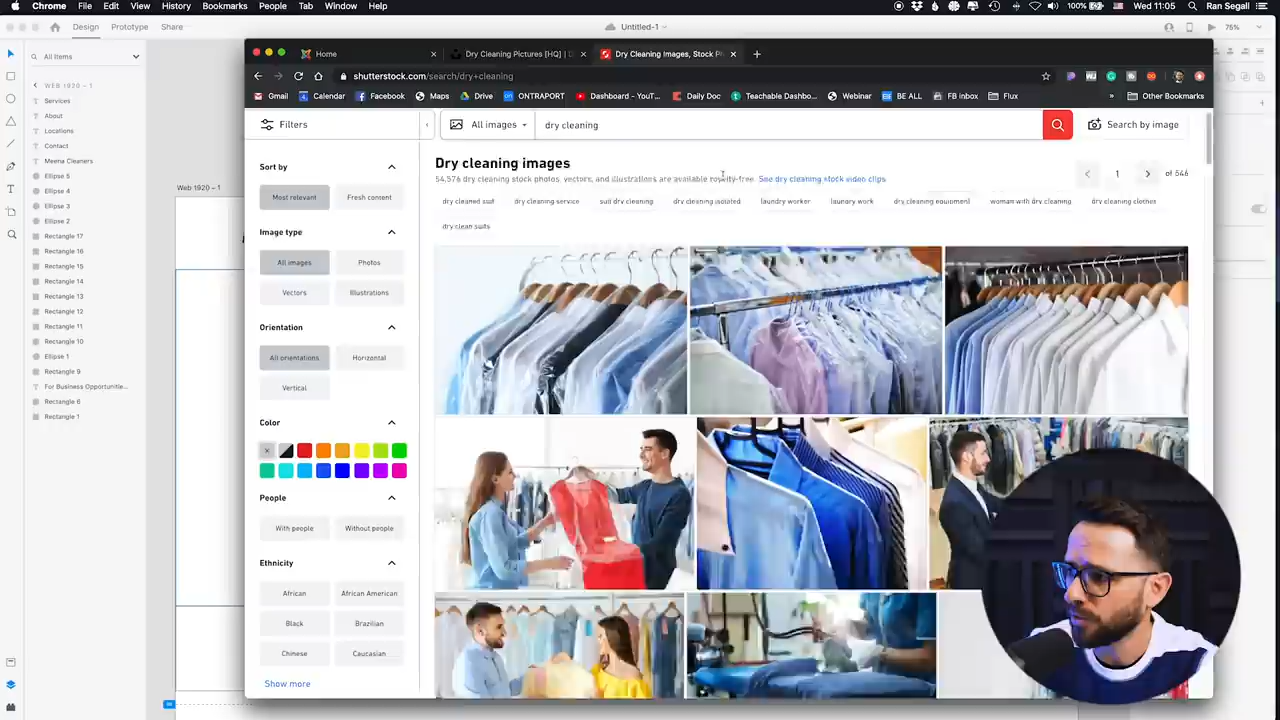 Chrome File Edit View History Bookmarks People Tab Window Help
100% Wed 11:05 Ran Segall
Design Prototype Share
Untitled-1
75%
All Items
WEB 1920 – 1
Services
About
Locations
Contact
Meena Cleaners
Ellipse 5
Ellipse 4
Ellipse 3
Ellipse 2
Rectangle 17
Rectangle 16
Rectangle 15
Rectangle 14
Rectangle 13
Rectangle 12
Rectangle 11
Rectangle 10
Ellipse 1
Rectangle 9
For Business Opportunitie...
Rectangle 6
Rectangle 1
Web 1920 – 1
Home
Dry Cleaning Pictures [HQ] | D
Dry Cleaning Images, Stock Ph
shutterstock.com/search/dry+cleaning
Gmail Calendar Facebook Maps Drive ONTRAPORT Dashboard - YouT... Daily Doc Teachable Dashbo... Webinar BE ALL FB inbox Flux » Other Bookmarks
Filters
All images
dry cleaning
Search by image
Sort by
Most relevant
Fresh content
Image type
All images
Photos
Vectors
Illustrations
Orientation
All orientations
Horizontal
Vertical
Color
People
With people
Without people
Ethnicity
African
African American
Black
Brazilian
Chinese
Caucasian
Show more
Dry cleaning images
54,576 dry cleaning stock photos, vectors, and illustrations are available royalty-free. See dry cleaning stock video clips
1 of 546
dry cleaned suit
dry cleaning service
suit dry cleaning
dry cleaning isolated
laundry worker
laundry work
dry cleaning equipment
woman with dry cleaning
dry cleaning clothes
dry clean suits